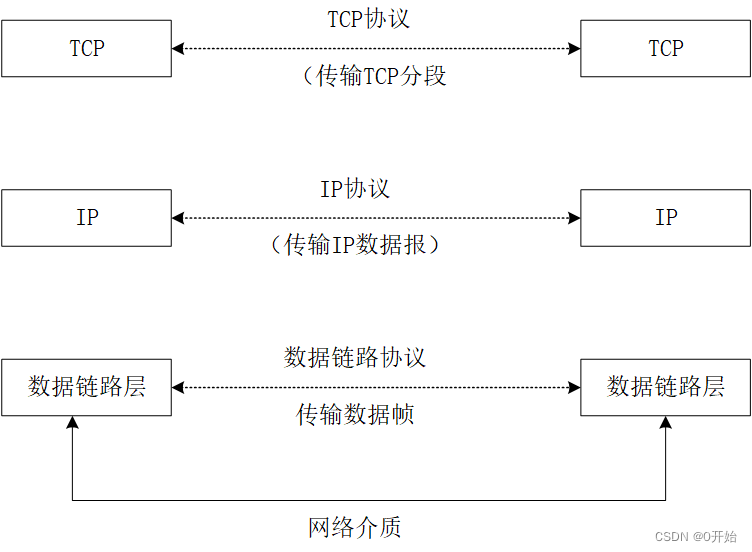 TCP协议
TCP
TCP
（传输TCP分段
IP协议
IP
IP
（传输IP数据报）
数据链路协议
数据链路层
数据链路层
传输数据帧
网络介质
CSDN @0开始